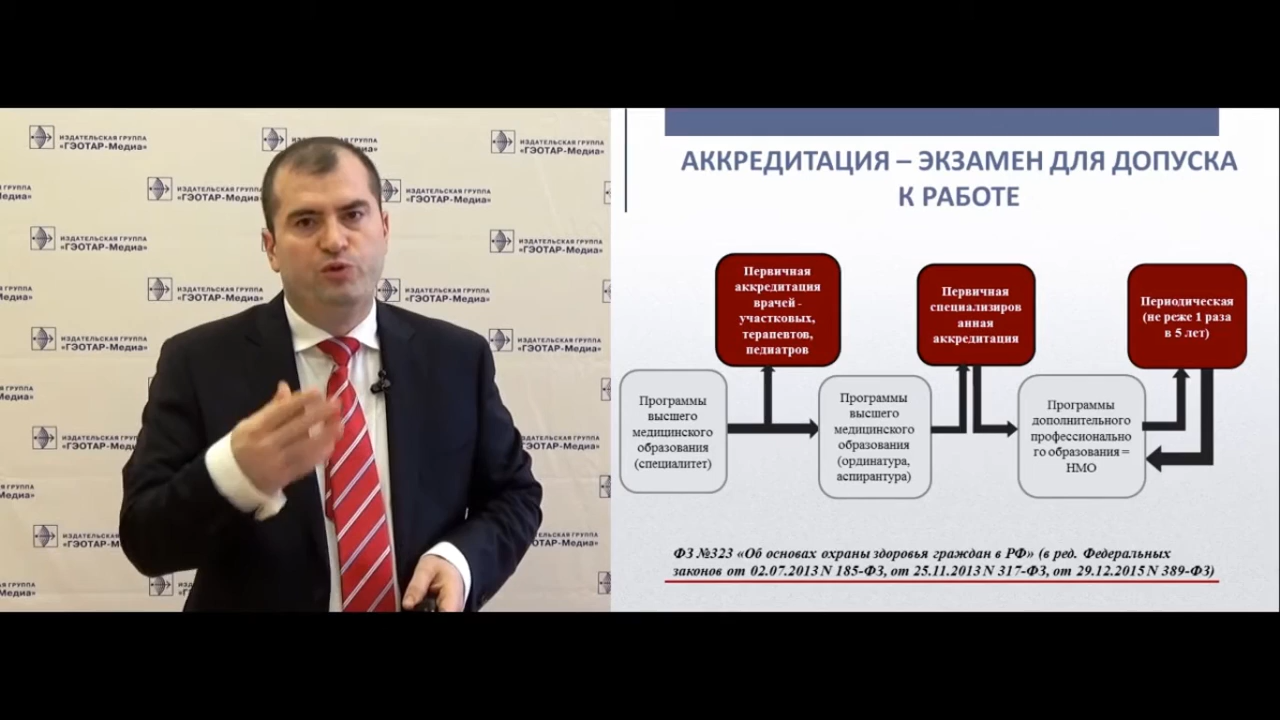 ИЗДАТЕЛЬСКАЯ ГРУППА
«ГЭОТАР-Медиа»
АККРЕДИТАЦИЯ – ЭКЗАМЕН ДЛЯ ДОПУСКА
К РАБОТЕ
Первичная
аккредитация
врачей -
участковых,
терапевтов,
педиатров
Первичная
специализиров
анная
аккредитация
Периодическая
(не реже 1 раза
в 5 лет)
Программы
высшего
медицинского
образования
(специалитет)
Программы
высшего
медицинского
образования
(ординатура,
аспирантура)
Программы
дополнительного
профессионально
го образования =
НМО
ФЗ №323 «Об основах охраны здоровья граждан в РФ» (в ред. Федеральных
законов от 02.07.2013 N 185-ФЗ, от 25.11.2013 N 317-ФЗ, от 29.12.2015 N 389-ФЗ)